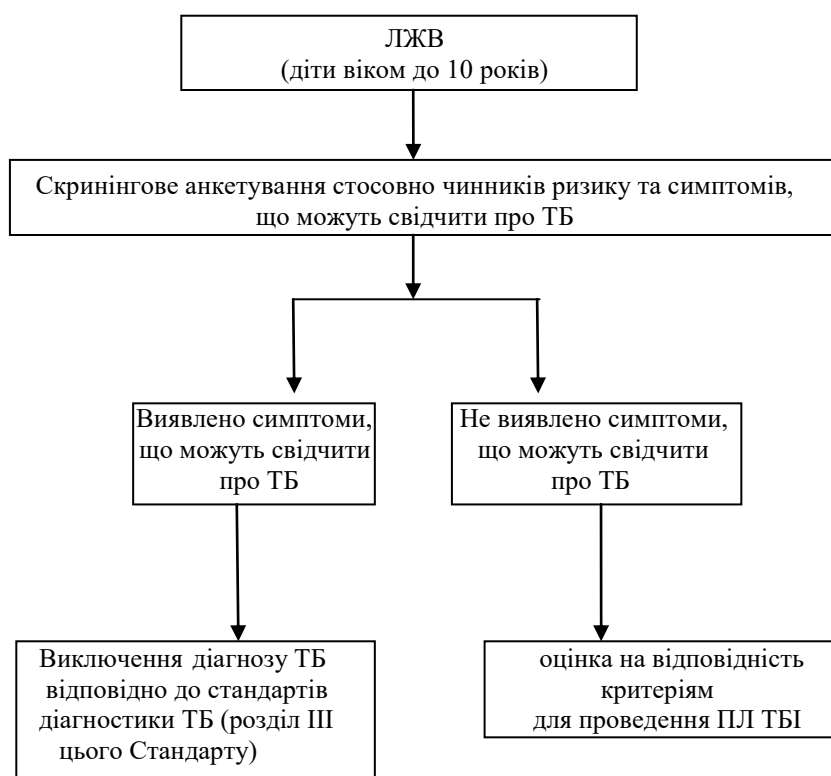 ЛЖВ
(діти віком до 10 років)
Скринінгове анкетування стосовно чинників ризику та симптомів,
що можуть свідчити про ТБ
Виявлено симптоми,
що можуть свідчити
про ТБ
Не виявлено симптоми,
що можуть свідчити
про ТБ
Виключення діагнозу ТБ
відповідно до стандартів
діагностики ТБ (розділ ІІІ
цього Стандарту)
оцінка на відповідність
критеріям
для проведення ПЛ ТБІ